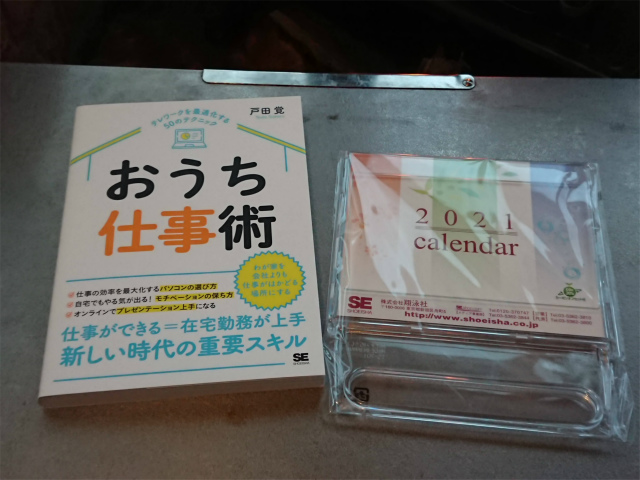 テレワークを最適化する
50のテクニック
戸田 覚
おうち
仕事術
仕事の効率を最大化するパソコンの選び方
自宅でもやる気が出る!モチベーションの保ち方
オンラインでプレゼンテーション上手になる
わが家を
会社よりも
仕事がはかどる
場所にする
仕事ができる=在宅勤務が上手
新しい時代の重要スキル
SE
SHOEISHA
2021
calendar
SE
SHOEISHA
株式会社翔泳社
http://www.shoeisha.co.jp